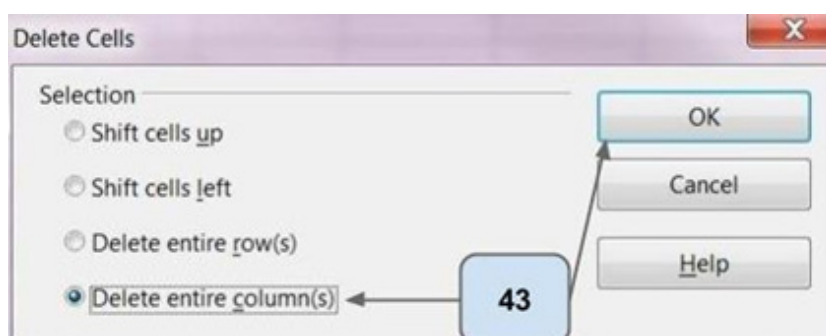 Delete Cells
X
Selection
Shift cells up
Shift cells left
Delete entire row(s)
Delete entire column(s)
OK
Cancel
Help
43